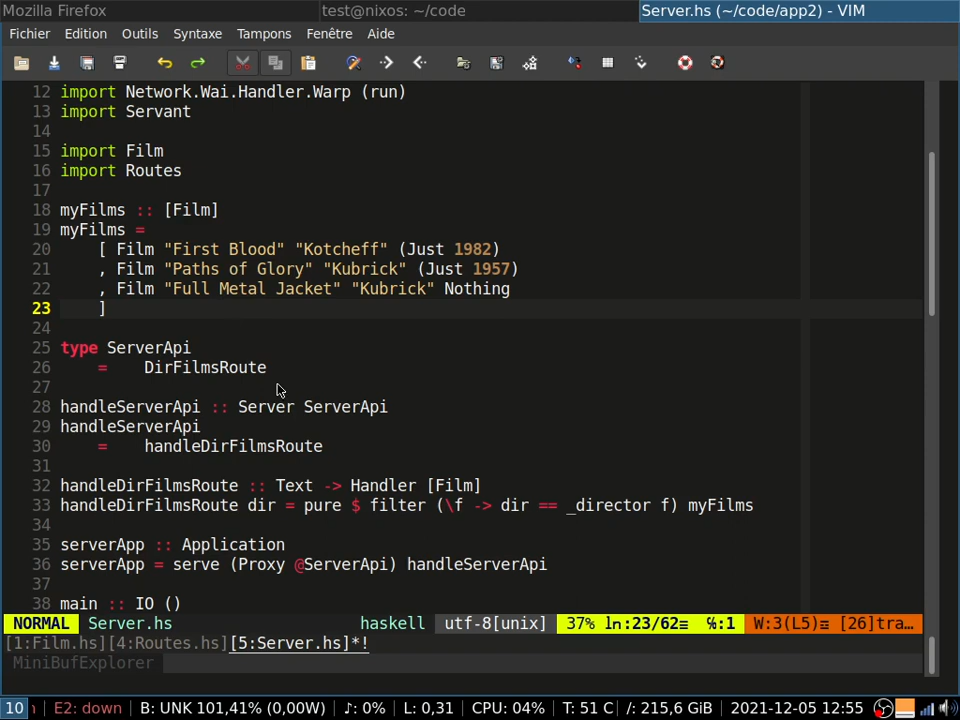 Mozilla Firefox test@nixos: ~/code Server.hs (~/code/app2) - VIM
Fichier Edition Outils Syntaxe Tampons Fenêtre Aide
12 import Network.Wai.Handler.Warp (run)
13 import Servant
14
15 import Film
16 import Routes
17
18 myFilms :: [Film]
19 myFilms =
20     [ Film "First Blood" "Kotcheff" (Just 1982)
21     , Film "Paths of Glory" "Kubrick" (Just 1957)
22     , Film "Full Metal Jacket" "Kubrick" Nothing
23     ]
24
25 type ServerApi
26     =    DirFilmsRoute
27
28 handleServerApi :: Server ServerApi
29 handleServerApi
30     =    handleDirFilmsRoute
31
32 handleDirFilmsRoute :: Text -> Handler [Film]
33 handleDirFilmsRoute dir = pure $ filter (\f -> dir == _director f) myFilms
34
35 serverApp :: Application
36 serverApp = serve (Proxy @ServerApi) handleServerApi
37
38 main :: IO ()
NORMAL Server.hs haskell utf-8[unix] 37% ln:23/62≡ ℅:1 W:3(L5)≡ [26]tra…
[1:Film.hs][4:Routes.hs][5:Server.hs]*!
MiniBufExplorer
10 E2: down | B: UNK 101,41% (0,00W) | ♪: 0% | L: 0,31 | CPU: 04% | T: 51 C | /: 215,6 GiB | 2021-12-05 12:55